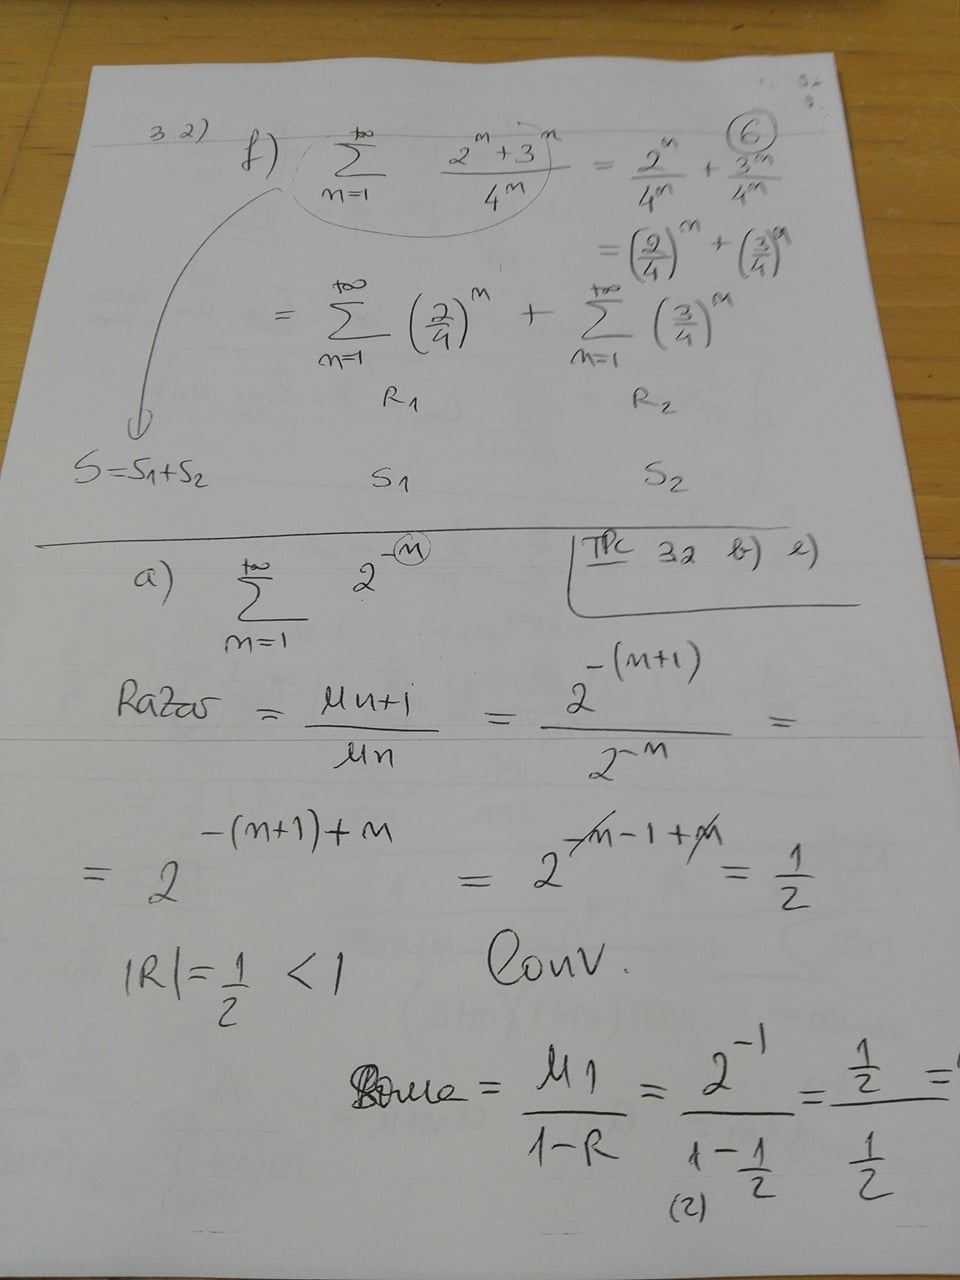 6
3.2) f) \sum_{n=1}^{+\infty} \frac{2^n+3^n}{4^n} = \frac{2^n}{4^n} + \frac{3^n}{4^n}
= \left(\frac{2}{4}\right)^n + \left(\frac{3}{4}\right)^n
= \sum_{n=1}^{+\infty} \left(\frac{2}{4}\right)^n + \sum_{n=1}^{+\infty} \left(\frac{3}{4}\right)^n
R_1 R_2
S=S_1+S_2 S_1 S_2
a) \sum_{n=1}^{+\infty} 2^{-n} TPC 3.2 b) e)
Razao = \frac{u_{n+1}}{u_n} = \frac{2^{-(n+1)}}{2^{-n}} =
= 2^{-(n+1)+n} = 2^{-n-1+n} = \frac{1}{2}
|R| = \frac{1}{2} < 1 Conv.
Soma = \frac{u_1}{1-R} = \frac{2^{-1}}{1-\frac{1}{2}} = \frac{\frac{1}{2}}{\frac{1}{2}} =
(2)